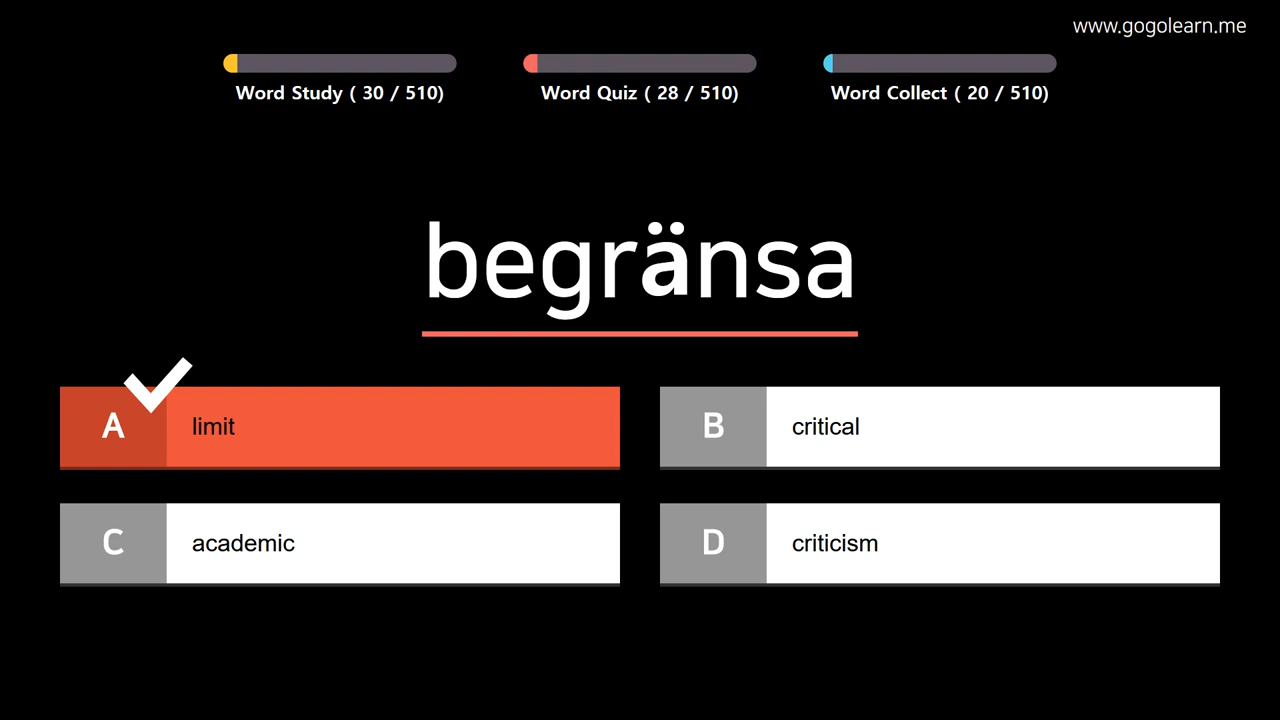 www.gogolearn.me
Word Study ( 30 / 510)
Word Quiz ( 28 / 510)
Word Collect ( 20 / 510)
begränsa
A limit
B critical
C academic
D criticism